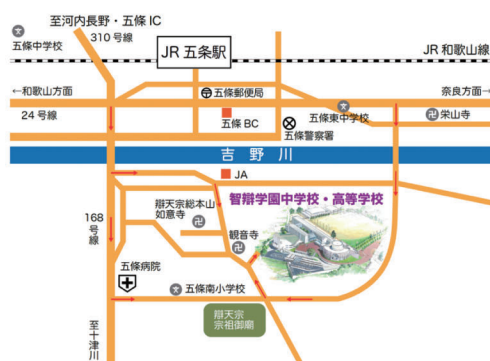 至河内長野・五條IC
310号線
五條中学校
JR五条駅
JR和歌山線
←和歌山方面
五條郵便局
奈良方面→
24号線
五條BC
五條東中学校
栄山寺
五條警察署
吉野川
JA
智辯学園中学校・高等学校
辯天宗総本山
如意寺
168号線
観音寺
五條病院
五條南小学校
辯天宗
宗祖御廟
至十津川